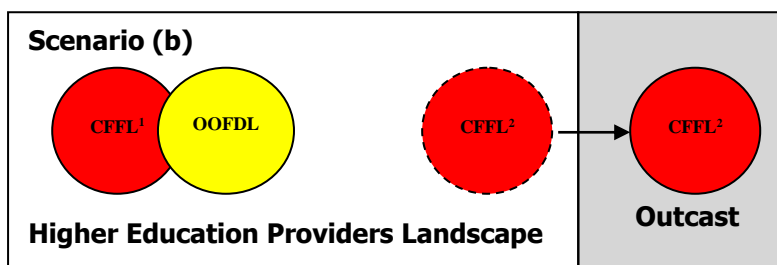 Scenario (b)
CFFL¹ OOFDL CFFL² CFFL²
Outcast
Higher Education Providers Landscape